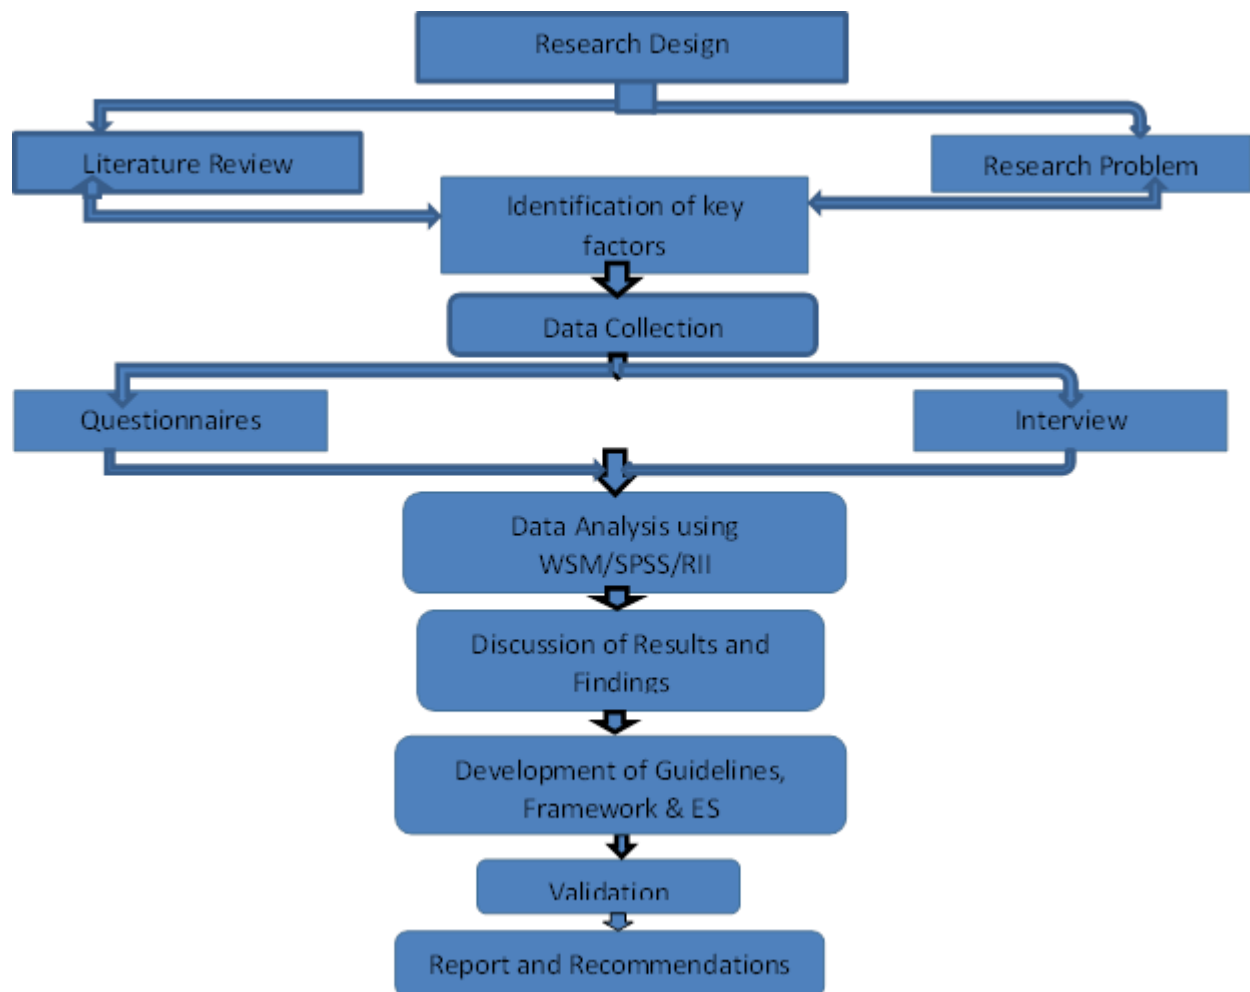 Research Design
Literature Review
Research Problem
Identification of key
factors
Data Collection
Questionnaires
Interview
Data Analysis using
WSM/SPSS/RII
Discussion of Results and
Findings
Development of Guidelines,
Framework & ES
Validation
Report and Recommendations